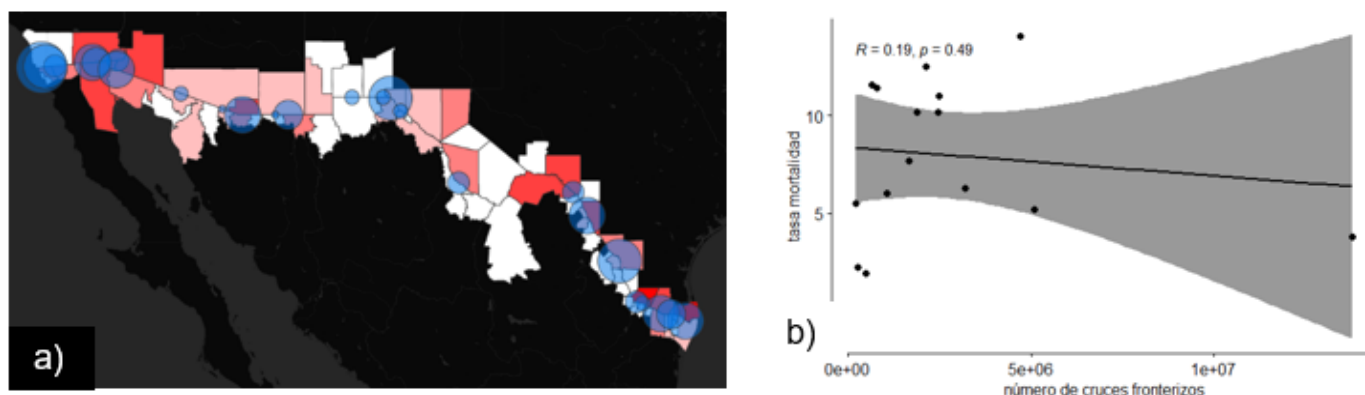 a)
R = 0.19, p = 0.49
tasa mortalidad
10
5
b)
0e+00
5e+06
1e+07
número de cruces fronterizos